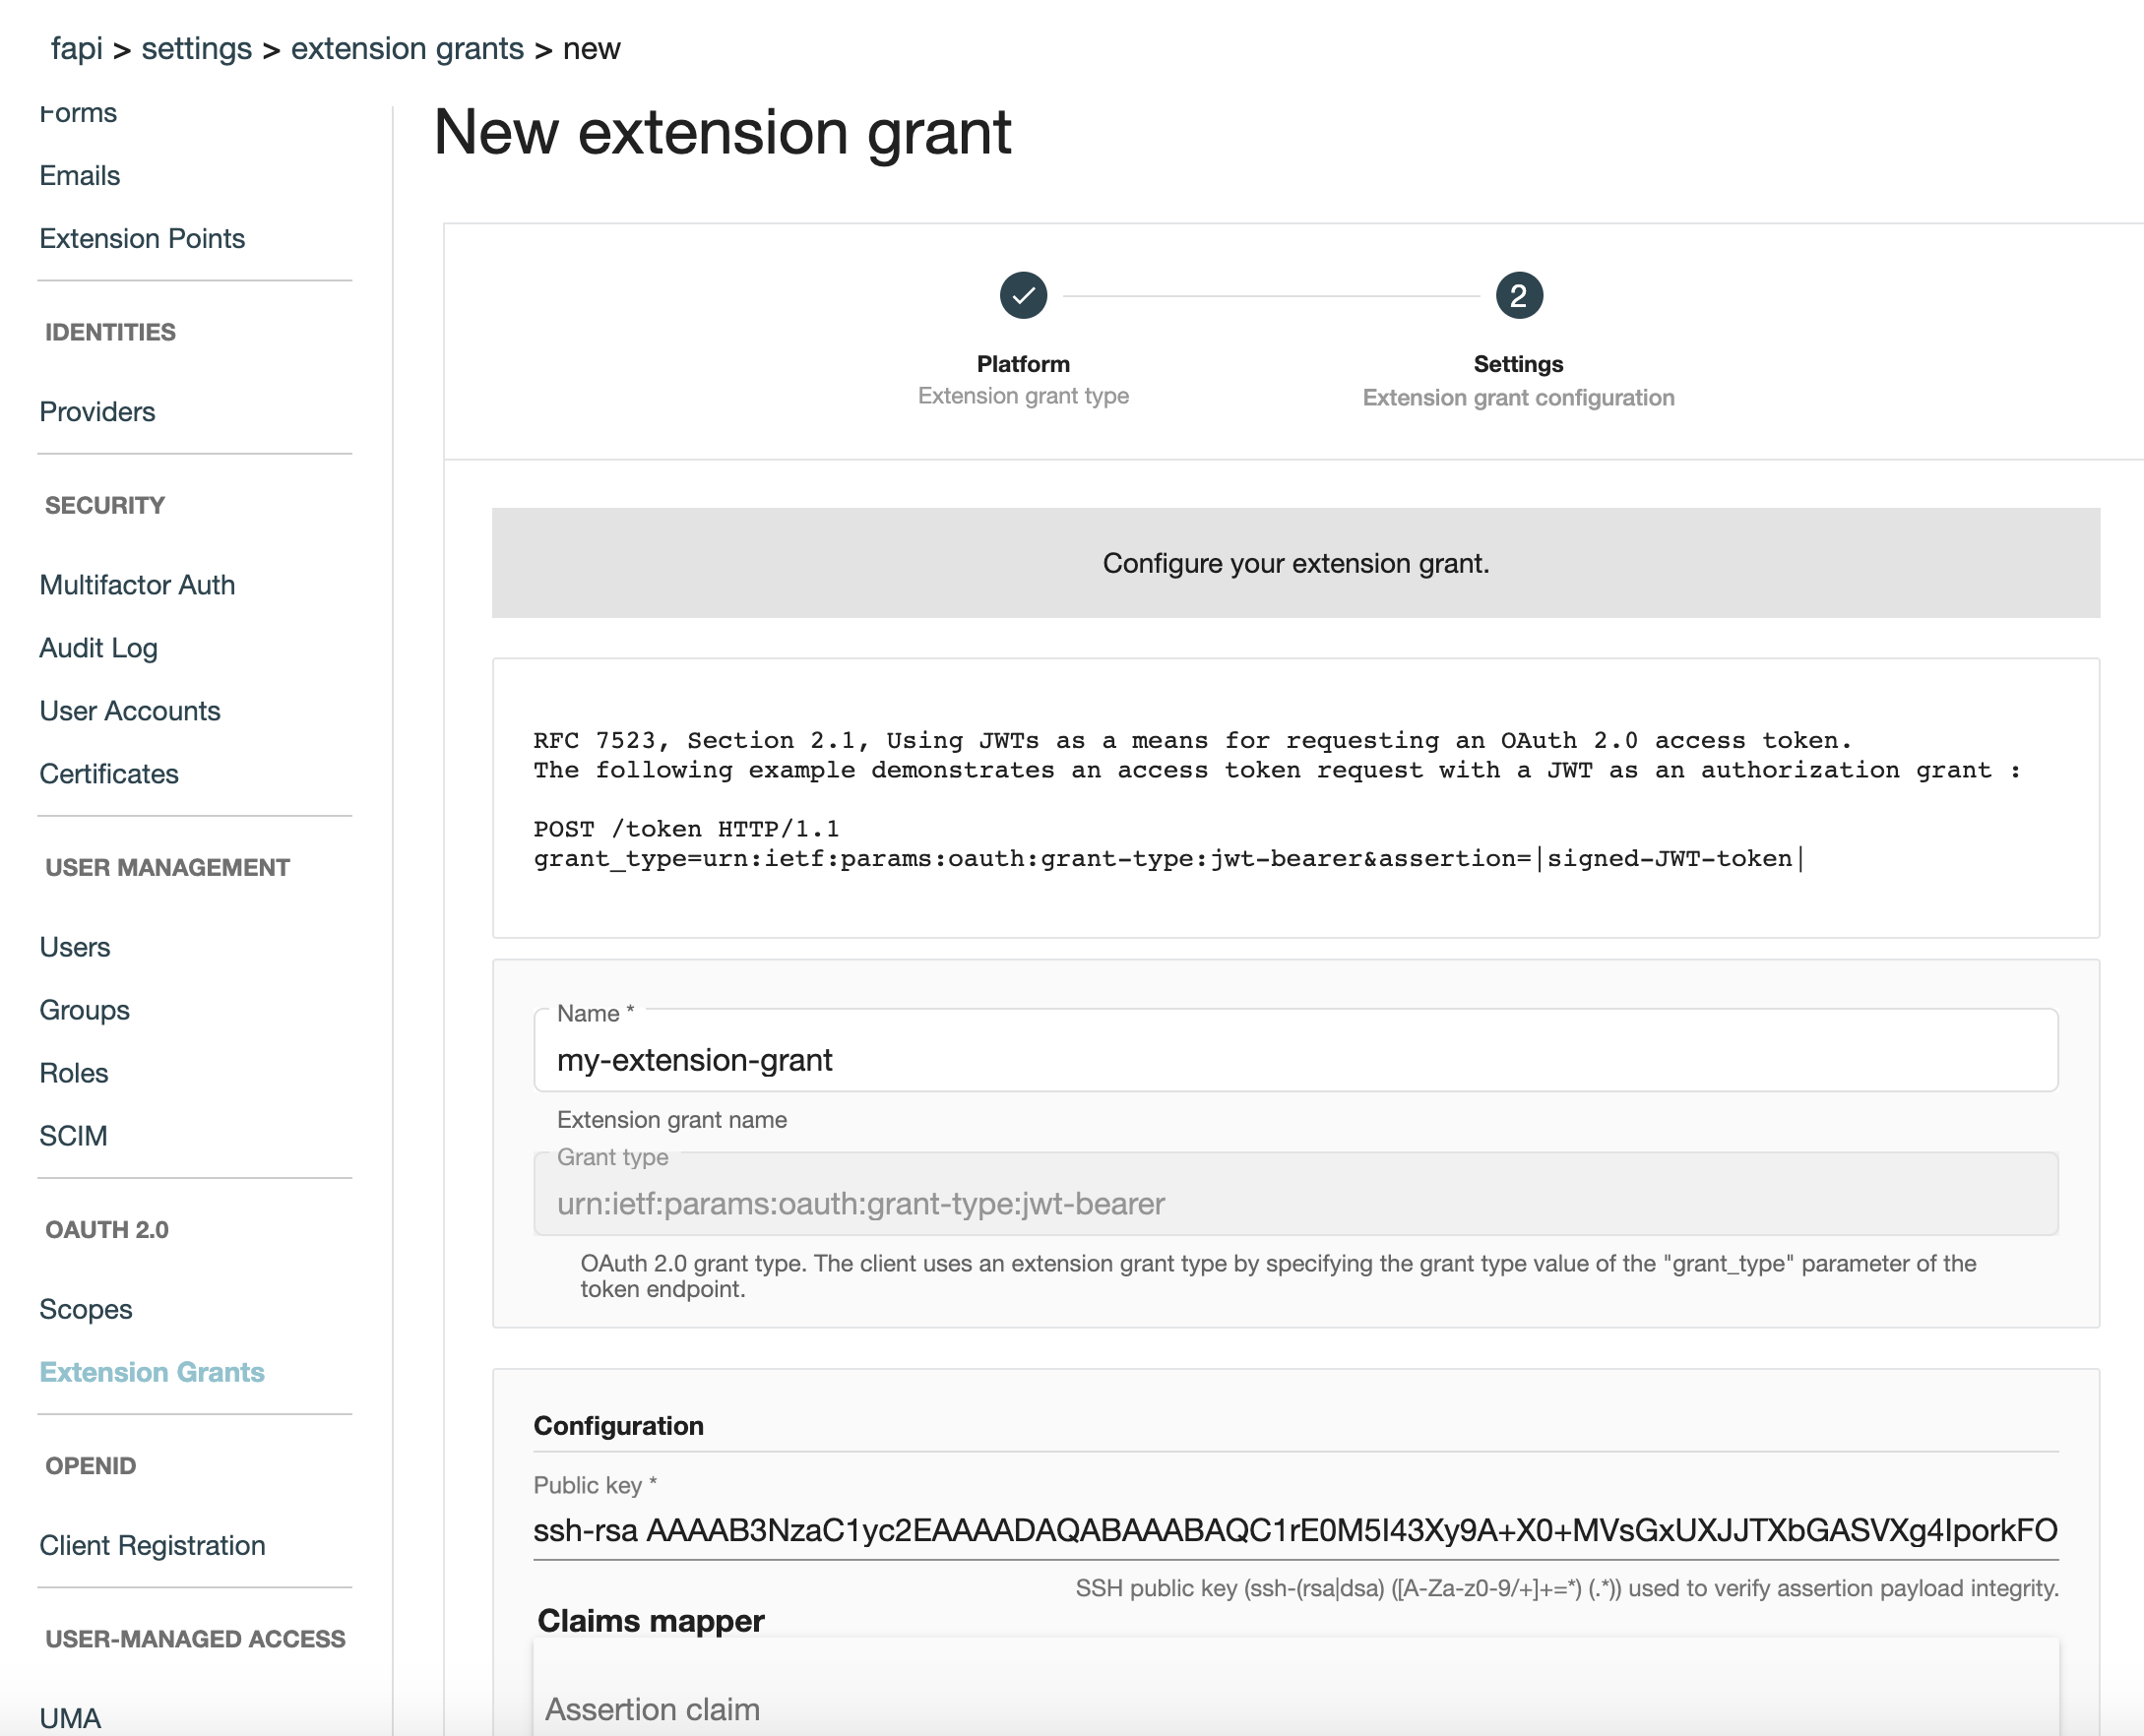 fapi > settings > extension grants > new
Forms
Emails
Extension Points
IDENTITIES
Providers
SECURITY
Multifactor Auth
Audit Log
User Accounts
Certificates
USER MANAGEMENT
Users
Groups
Roles
SCIM
OAUTH 2.0
Scopes
Extension Grants
OPENID
Client Registration
USER-MANAGED ACCESS
UMA
New extension grant
2
Platform
Extension grant type
Settings
Extension grant configuration
Configure your extension grant.
RFC 7523, Section 2.1, Using JWTs as a means for requesting an OAuth 2.0 access token.
The following example demonstrates an access token request with a JWT as an authorization grant :
POST /token HTTP/1.1
grant_type=urn:ietf:params:oauth:grant-type:jwt-bearer&assertion=|signed-JWT-token|
Name *
my-extension-grant
Extension grant name
Grant type
urn:ietf:params:oauth:grant-type:jwt-bearer
OAuth 2.0 grant type. The client uses an extension grant type by specifying the grant type value of the "grant_type" parameter of the
token endpoint.
Configuration
Public key *
ssh-rsa AAAAB3NzaC1yc2EAAAADAQABAAABAQC1rE0M5I43Xy9A+X0+MVsGxUXJJTXbGASVXg4IporkFO
SSH public key (ssh-(rsa|dsa) ([A-Za-z0-9/+]+=*) (.*)) used to verify assertion payload integrity.
Claims mapper
Assertion claim